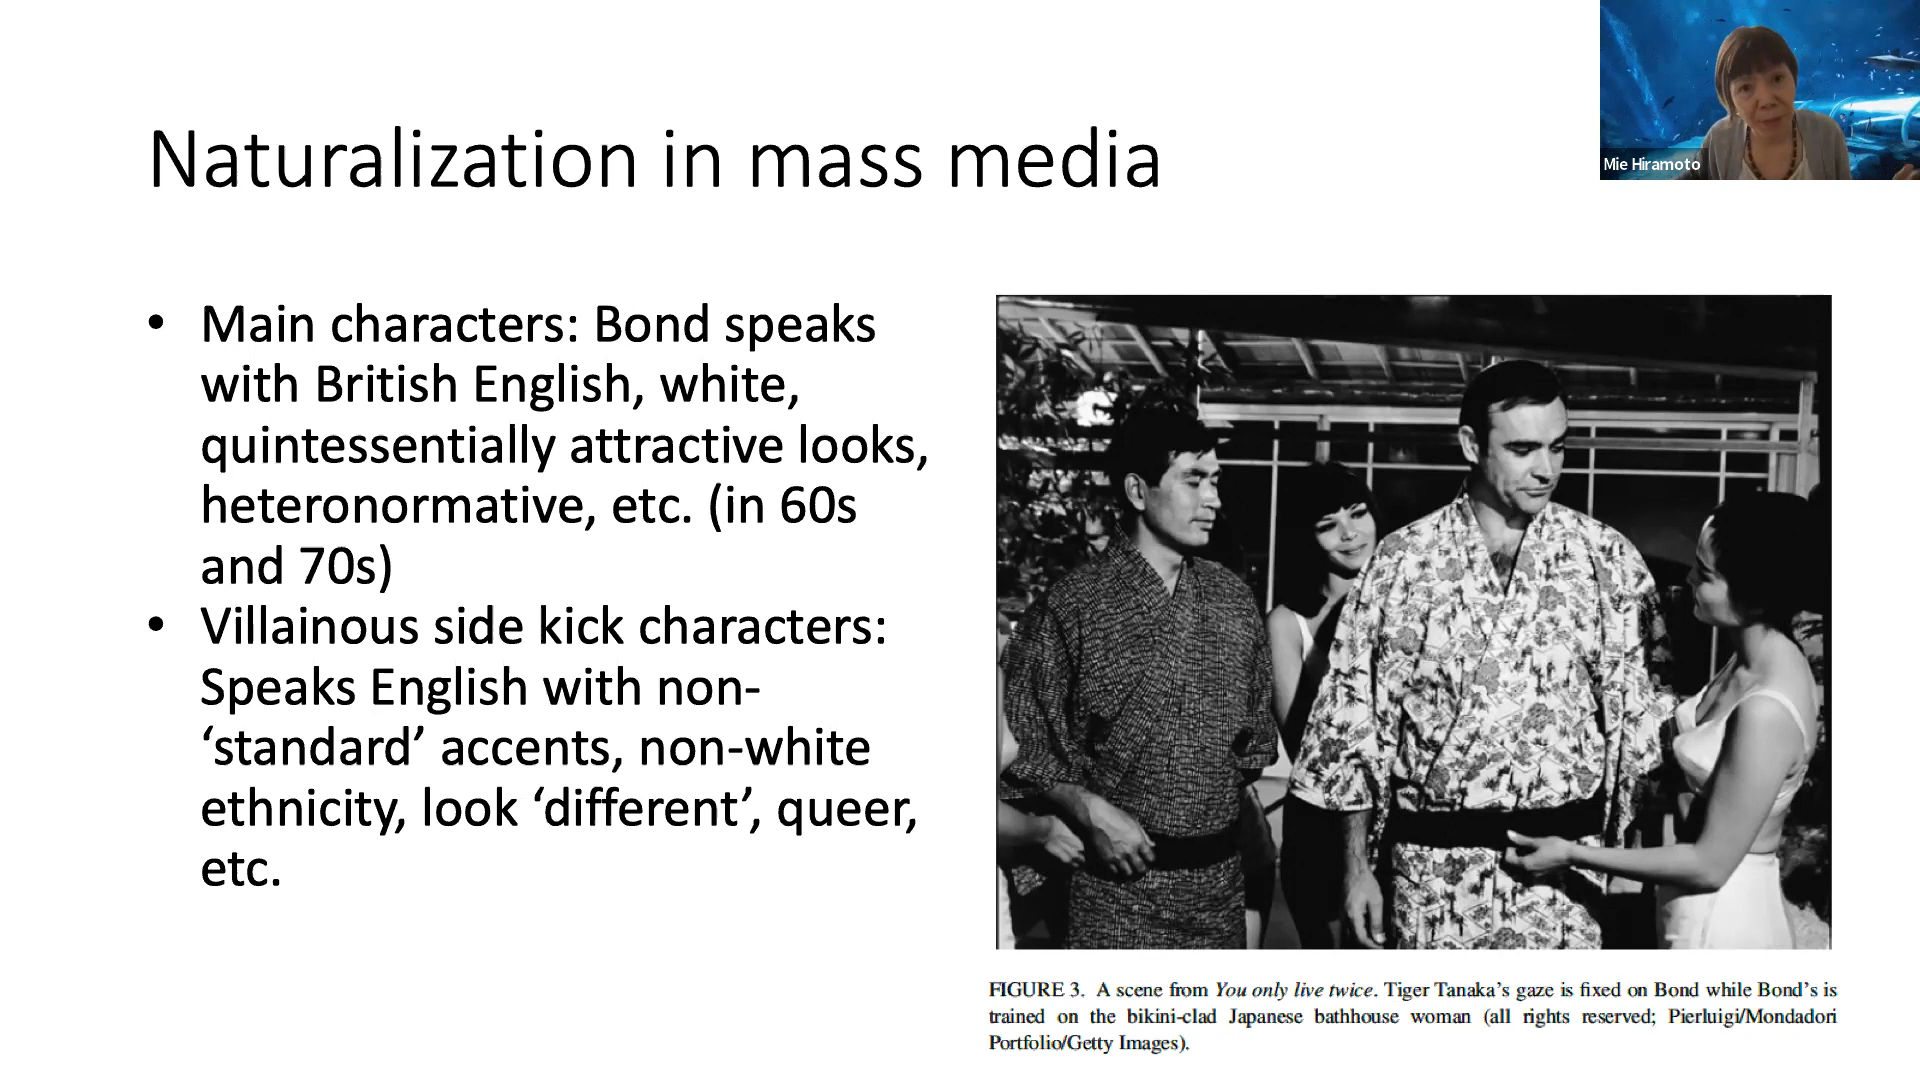 Naturalization in mass media
Mie Hiramoto
• Main characters: Bond speaks
with British English, white,
quintessentially attractive looks,
heteronormative, etc. (in 60s
and 70s)
• Villainous side kick characters:
Speaks English with non-
‘standard’ accents, non-white
ethnicity, look ‘different’, queer,
etc.
FIGURE 3. A scene from You only live twice. Tiger Tanaka’s gaze is fixed on Bond while Bond’s is
trained on the bikini-clad Japanese bathhouse woman (all rights reserved; Pierluigi/Mondadori
Portfolio/Getty Images).